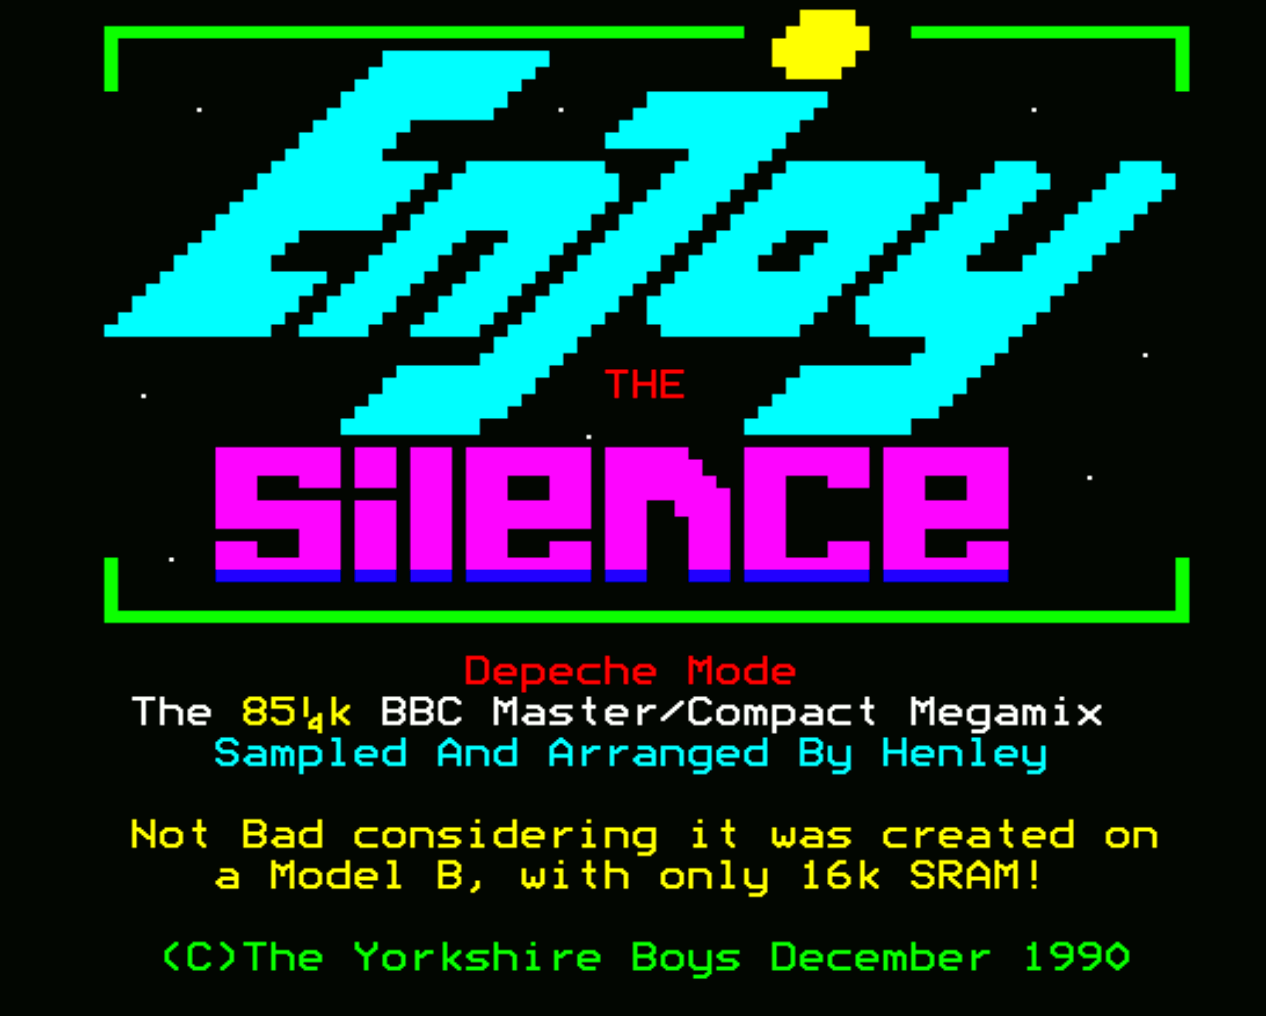 Enjoy
THE
silence
Depeche Mode
The 85¼k BBC Master/Compact Megamix
Sampled And Arranged By Henley
Not Bad considering it was created on
a Model B, with only 16k SRAM!
(C)The Yorkshire Boys December 1990